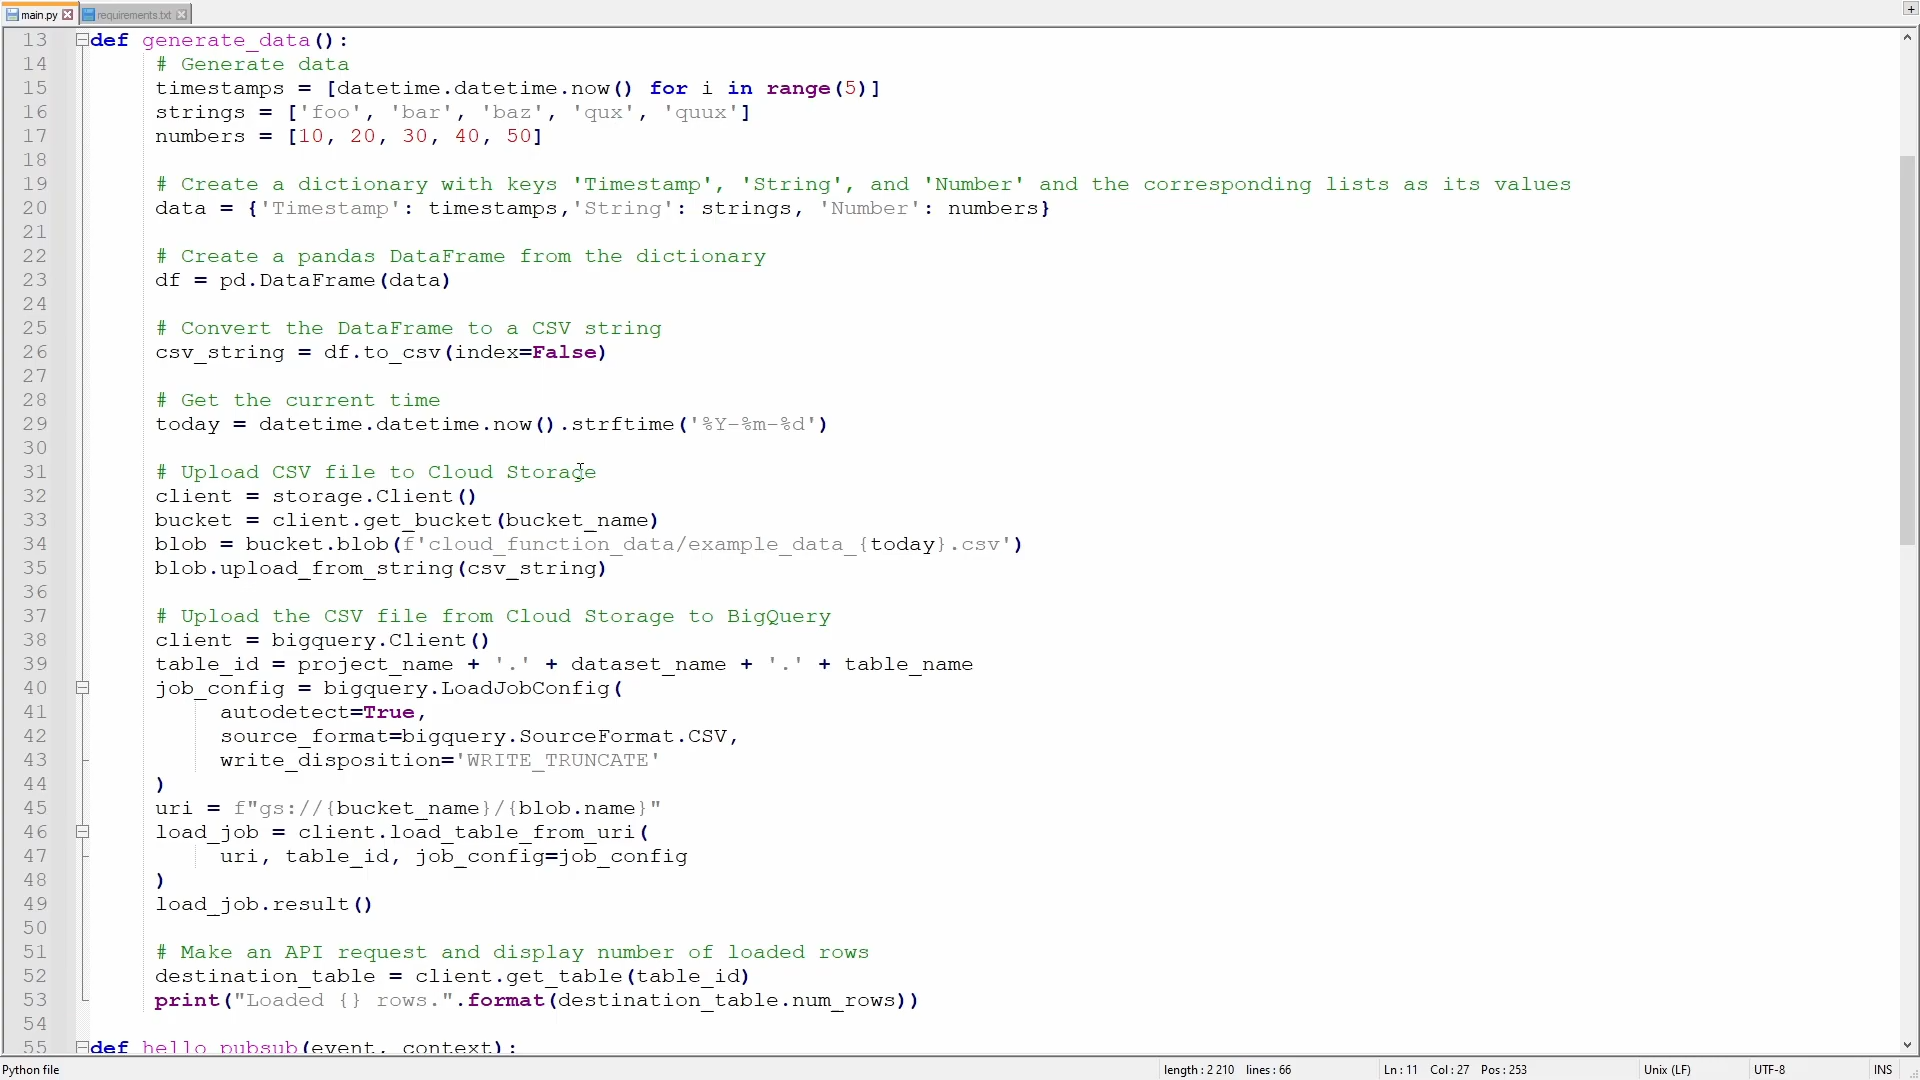 main.py requirements.txt
13 def generate_data():
14 # Generate data
15 timestamps = [datetime.datetime.now() for i in range(5)]
16 strings = ['foo', 'bar', 'baz', 'qux', 'quux']
17 numbers = [10, 20, 30, 40, 50]
18
19 # Create a dictionary with keys 'Timestamp', 'String', and 'Number' and the corresponding lists as its values
20 data = {'Timestamp': timestamps,'String': strings, 'Number': numbers}
21
22 # Create a pandas DataFrame from the dictionary
23 df = pd.DataFrame(data)
24
25 # Convert the DataFrame to a CSV string
26 csv_string = df.to_csv(index=False)
27
28 # Get the current time
29 today = datetime.datetime.now().strftime('%Y-%m-%d')
30
31 # Upload CSV file to Cloud Storage
32 client = storage.Client()
33 bucket = client.get_bucket(bucket_name)
34 blob = bucket.blob(f'cloud_function_data/example_data_{today}.csv')
35 blob.upload_from_string(csv_string)
36
37 # Upload the CSV file from Cloud Storage to BigQuery
38 client = bigquery.Client()
39 table_id = project_name + '.' + dataset_name + '.' + table_name
40 job_config = bigquery.LoadJobConfig(
41 autodetect=True,
42 source_format=bigquery.SourceFormat.CSV,
43 write_disposition='WRITE_TRUNCATE'
44 )
45 uri = f"gs://{bucket_name}/{blob.name}"
46 load_job = client.load_table_from_uri(
47 uri, table_id, job_config=job_config
48 )
49 load_job.result()
50
51 # Make an API request and display number of loaded rows
52 destination_table = client.get_table(table_id)
53 print("Loaded {} rows.".format(destination_table.num_rows))
54
55 def hello_pubsub(event, context):
Python file length : 2 210 lines : 66 Ln : 11 Col : 27 Pos : 253 Unix (LF) UTF-8 INS